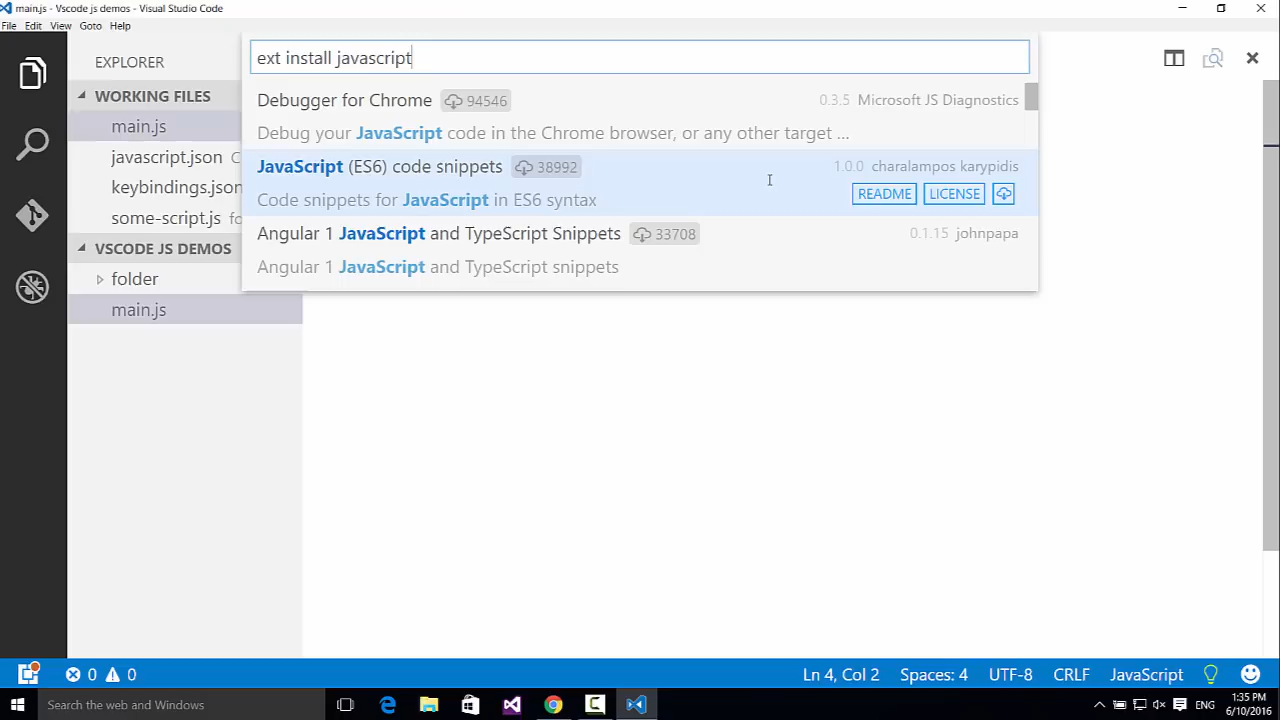 main.js - Vscode js demos - Visual Studio Code
File Edit View Goto Help
ext install javascript
EXPLORER
WORKING FILES
main.js
javascript.json C
keybindings.json
some-script.js fo
VSCODE JS DEMOS
folder
main.js
Debugger for Chrome 94546 0.3.5 Microsoft JS Diagnostics
Debug your JavaScript code in the Chrome browser, or any other target ...
JavaScript (ES6) code snippets 38992 1.0.0 charalampos karypidis
Code snippets for JavaScript in ES6 syntax README LICENSE
Angular 1 JavaScript and TypeScript Snippets 33708 0.1.15 johnpapa
Angular 1 JavaScript and TypeScript snippets
0 0 Ln 4, Col 2 Spaces: 4 UTF-8 CRLF JavaScript
Search the web and Windows ENG 1:35 PM
6/10/2016